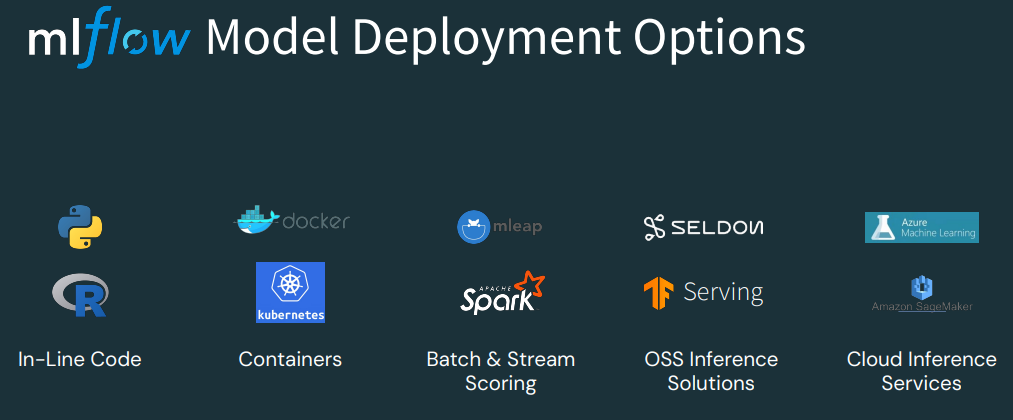 mlflow Model Deployment Options
docker
mleap
SELDON
Azure
Machine Learning
R
kubernetes
APACHE
Spark
TF Serving
Amazon SageMaker
In-Line Code
Containers
Batch & Stream
Scoring
OSS Inference
Solutions
Cloud Inference
Services